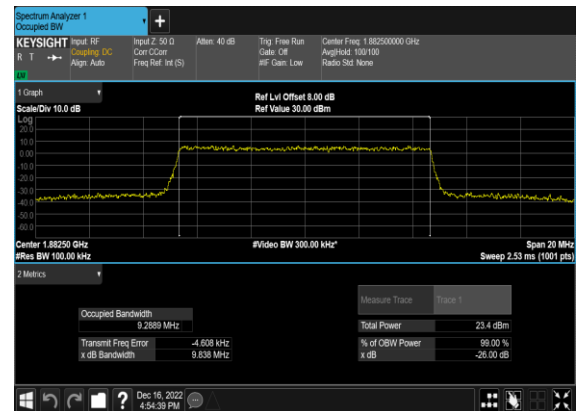 Spectrum Analyzer 1
Occupied BW
KEYSIGHT Input: RF Input Z: 50 Ω Atten: 40 dB Trig: Free Run Center Freq: 1.882500000 GHz
R T Coupling: DC Corr CCorr Gate: Off Avg|Hold: 100/100
Align: Auto Freq Ref: Int (S) #IF Gain: Low Radio Std: None
LW
1 Graph
Ref Lvl Offset 8.00 dB
Scale/Div 10.0 dB Ref Value 30.00 dBm
Log
20.0
10.0
0.00
-10.0
-20.0
-30.0
-40.0
-50.0
-60.0
Center 1.88250 GHz #Video BW 300.00 kHz* Span 20 MHz
#Res BW 100.00 kHz Sweep 2.53 ms (1001 pts)
2 Metrics
Measure Trace Trace 1
Occupied Bandwidth
9.2889 MHz Total Power 23.4 dBm
Transmit Freq Error -4.608 kHz % of OBW Power 99.00 %
x dB Bandwidth 9.838 MHz x dB -26.00 dB
? Dec 16, 2022
4:54:39 PM